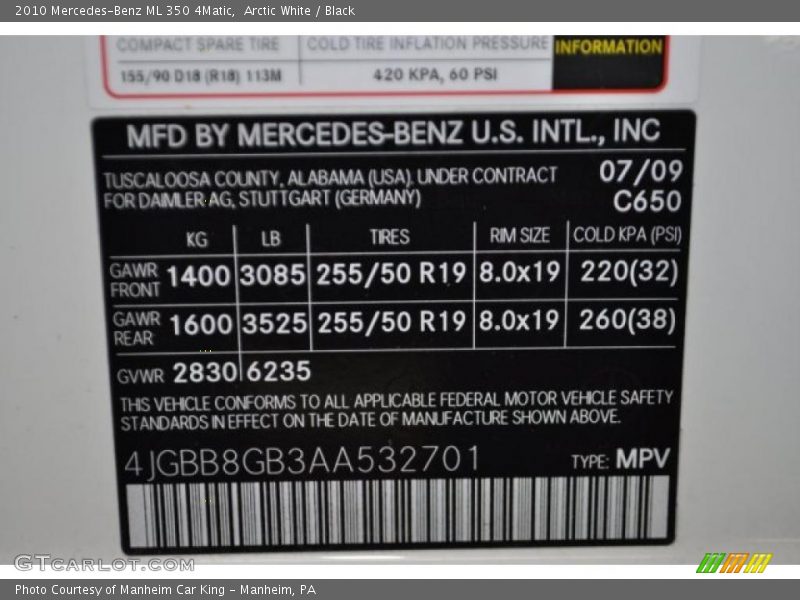 2010 Mercedes-Benz ML 350 4Matic,  Arctic White / Black
COMPACT SPARE TIRE COLD TIRE INFLATION PRESSURE INFORMATION
155/90 D18 (R18) 113M 420 KPA, 60 PSI
MFD BY MERCEDES-BENZ U.S. INTL., INC
TUSCALOOSA COUNTY, ALABAMA (USA). UNDER CONTRACT 07/09
FOR DAIMLER AG, STUTTGART (GERMANY) C650
KG LB TIRES RIM SIZE COLD KPA (PSI)
GAWR FRONT 1400 3085 255/50 R19 8.0x19 220(32)
GAWR REAR 1600 3525 255/50 R19 8.0x19 260(38)
GVWR 2830 6235
THIS VEHICLE CONFORMS TO ALL APPLICABLE FEDERAL MOTOR VEHICLE SAFETY
STANDARDS IN EFFECT ON THE DATE OF MANUFACTURE SHOWN ABOVE.
4JGBB8GB3AA532701 TYPE: MPV
GTCARLOT.COM
Photo Courtesy of Manheim Car King - Manheim, PA